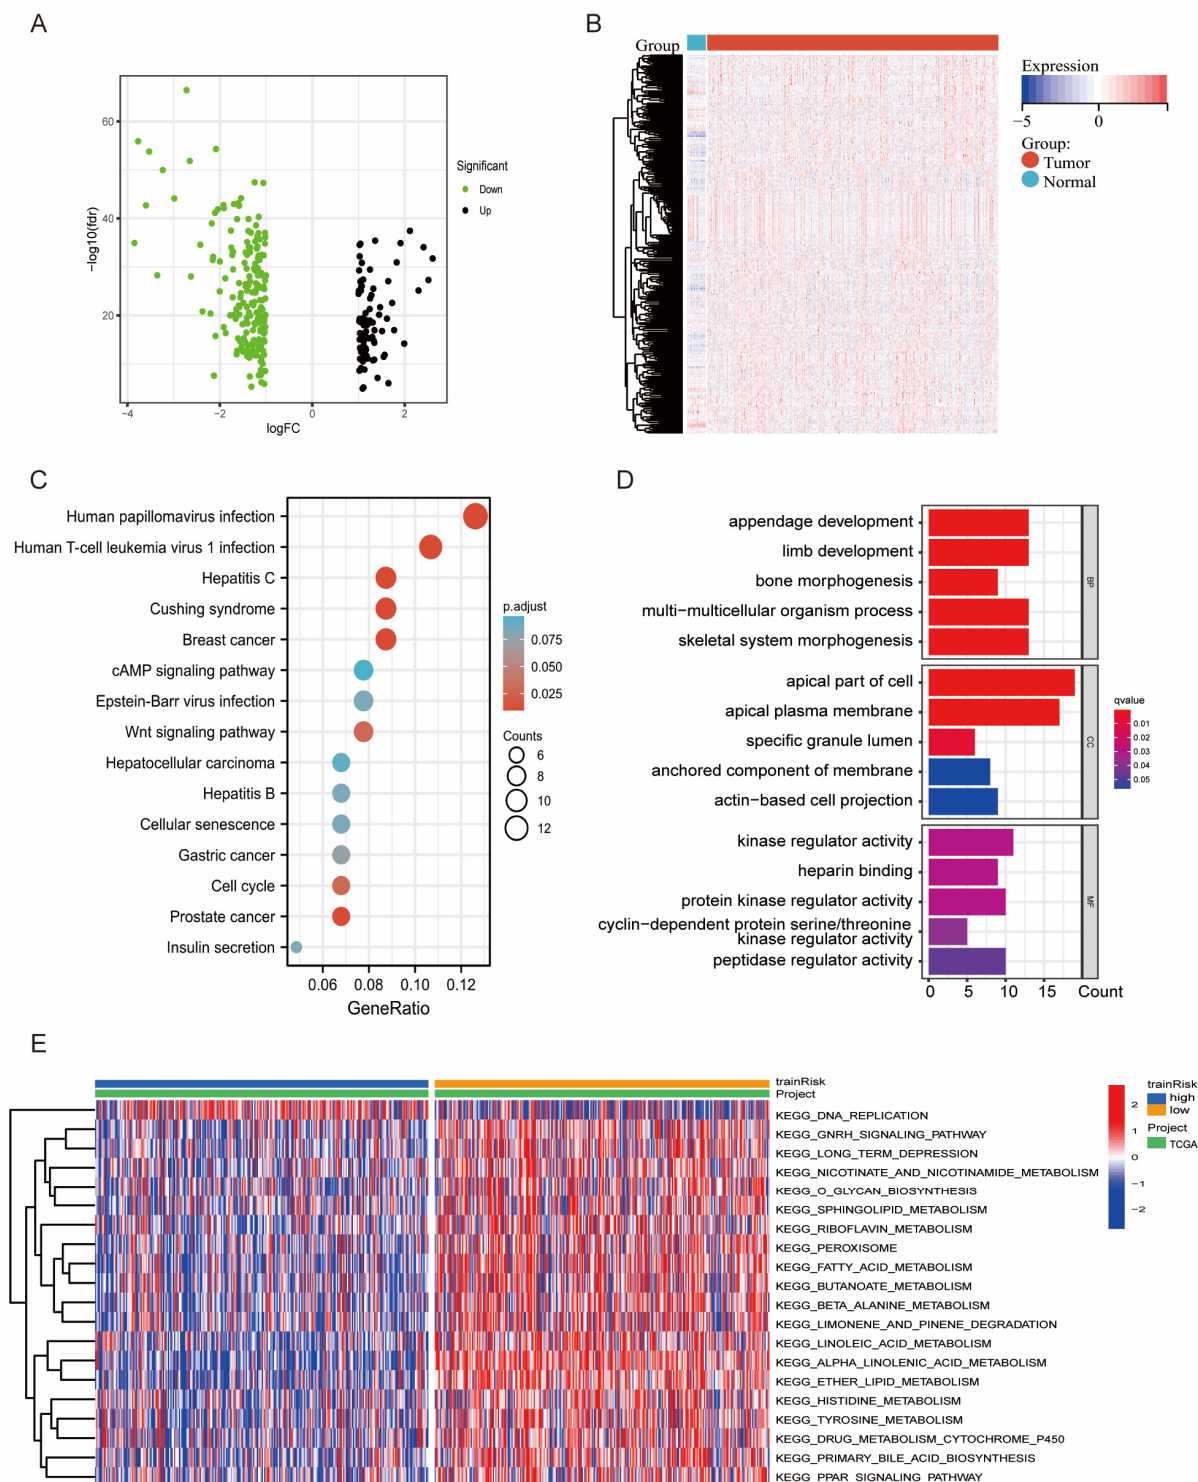 A
60
40
20
−log10(fdr)
−4
−2
0
2
logFC
Significant
Down
Up
B
Group
Expression
−5
0
Group:
Tumor
Normal
C
Human papillomavirus infection
Human T-cell leukemia virus 1 infection
Hepatitis C
Cushing syndrome
Breast cancer
cAMP signaling pathway
Epstein-Barr virus infection
Wnt signaling pathway
Hepatocellular carcinoma
Hepatitis B
Cellular senescence
Gastric cancer
Cell cycle
Prostate cancer
Insulin secretion
0.06 0.08 0.10 0.12
GeneRatio
p.adjust
0.075
0.050
0.025
Counts
6
8
10
12
D
appendage development
limb development
bone morphogenesis
multi−multicellular organism process
skeletal system morphogenesis
BP
apical part of cell
apical plasma membrane
specific granule lumen
anchored component of membrane
actin−based cell projection
CC
kinase regulator activity
heparin binding
protein kinase regulator activity
cyclin−dependent protein serine/threonine
kinase regulator activity
peptidase regulator activity
MF
0 5 10 15 Count
qvalue
0.01
0.02
0.03
0.04
0.05
E
trainRisk
Project
KEGG_DNA_REPLICATION
KEGG_GNRH_SIGNALING_PATHWAY
KEGG_LONG_TERM_DEPRESSION
KEGG_NICOTINATE_AND_NICOTINAMIDE_METABOLISM
KEGG_O_GLYCAN_BIOSYNTHESIS
KEGG_SPHINGOLIPID_METABOLISM
KEGG_RIBOFLAVIN_METABOLISM
KEGG_PEROXISOME
KEGG_FATTY_ACID_METABOLISM
KEGG_BUTANOATE_METABOLISM
KEGG_BETA_ALANINE_METABOLISM
KEGG_LIMONENE_AND_PINENE_DEGRADATION
KEGG_LINOLEIC_ACID_METABOLISM
KEGG_ALPHA_LINOLENIC_ACID_METABOLISM
KEGG_ETHER_LIPID_METABOLISM
KEGG_HISTIDINE_METABOLISM
KEGG_TYROSINE_METABOLISM
KEGG_DRUG_METABOLISM_CYTOCHROME_P450
KEGG_PRIMARY_BILE_ACID_BIOSYNTHESIS
KEGG_PPAR_SIGNALING_PATHWAY
2
1
0
−1
−2
trainRisk
high
low
Project
TCGA